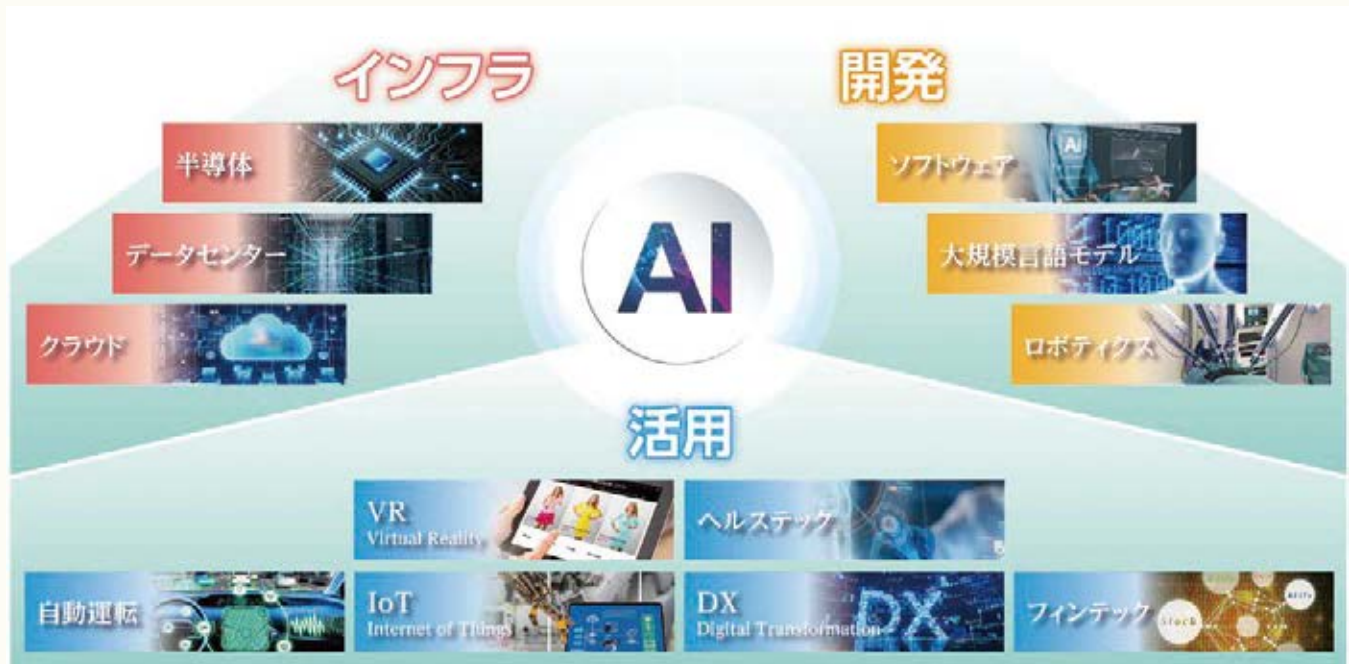 インフラ
半導体
データセンター
クラウド
AI
開発
ソフトウェア
AI
大規模言語モデル
ロボティクス
活用
VR
Virtual Reality
ヘルステック
自動運転
IoT
Internet of Things
DX
Digital Transformation
DX
フィンテック
Stock